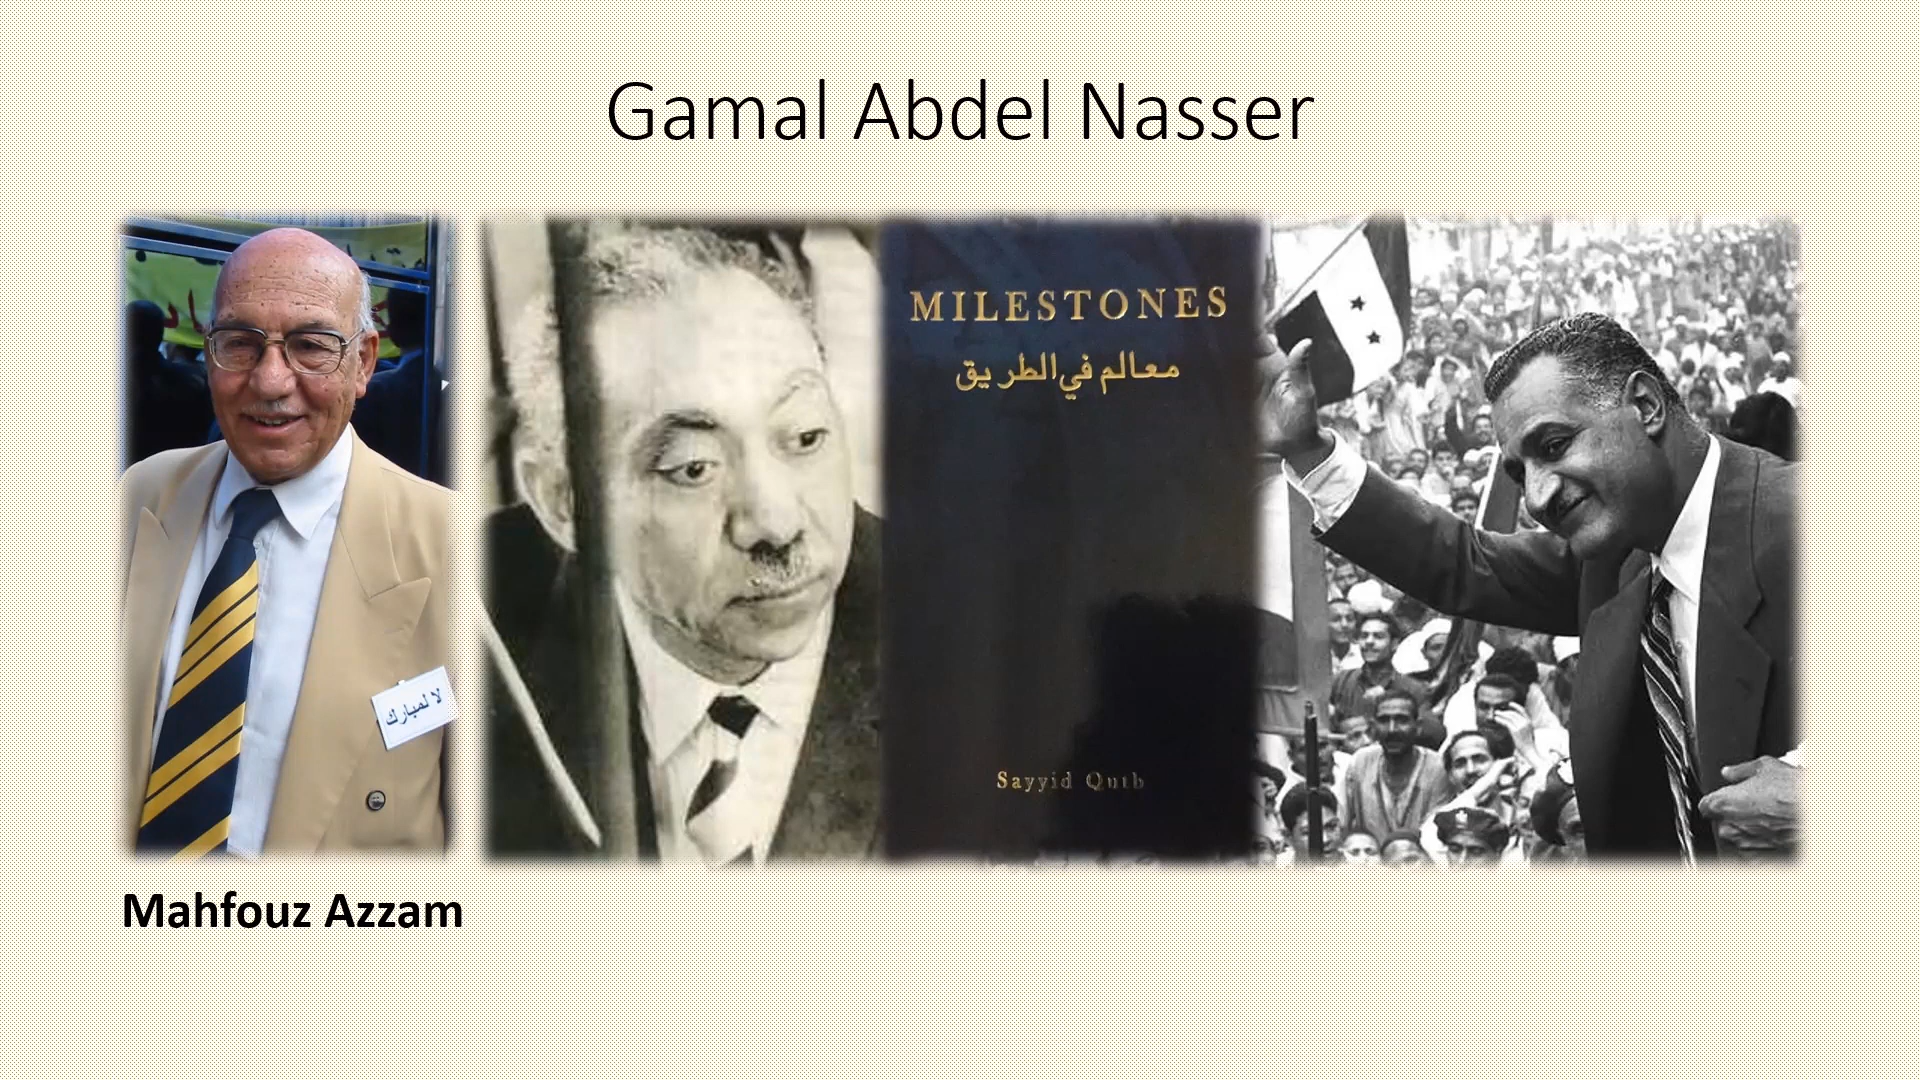 Gamal Abdel Nasser
MILESTONES
معالم في الطريق
Sayyid Qutb
لا لمبارك
Mahfouz Azzam